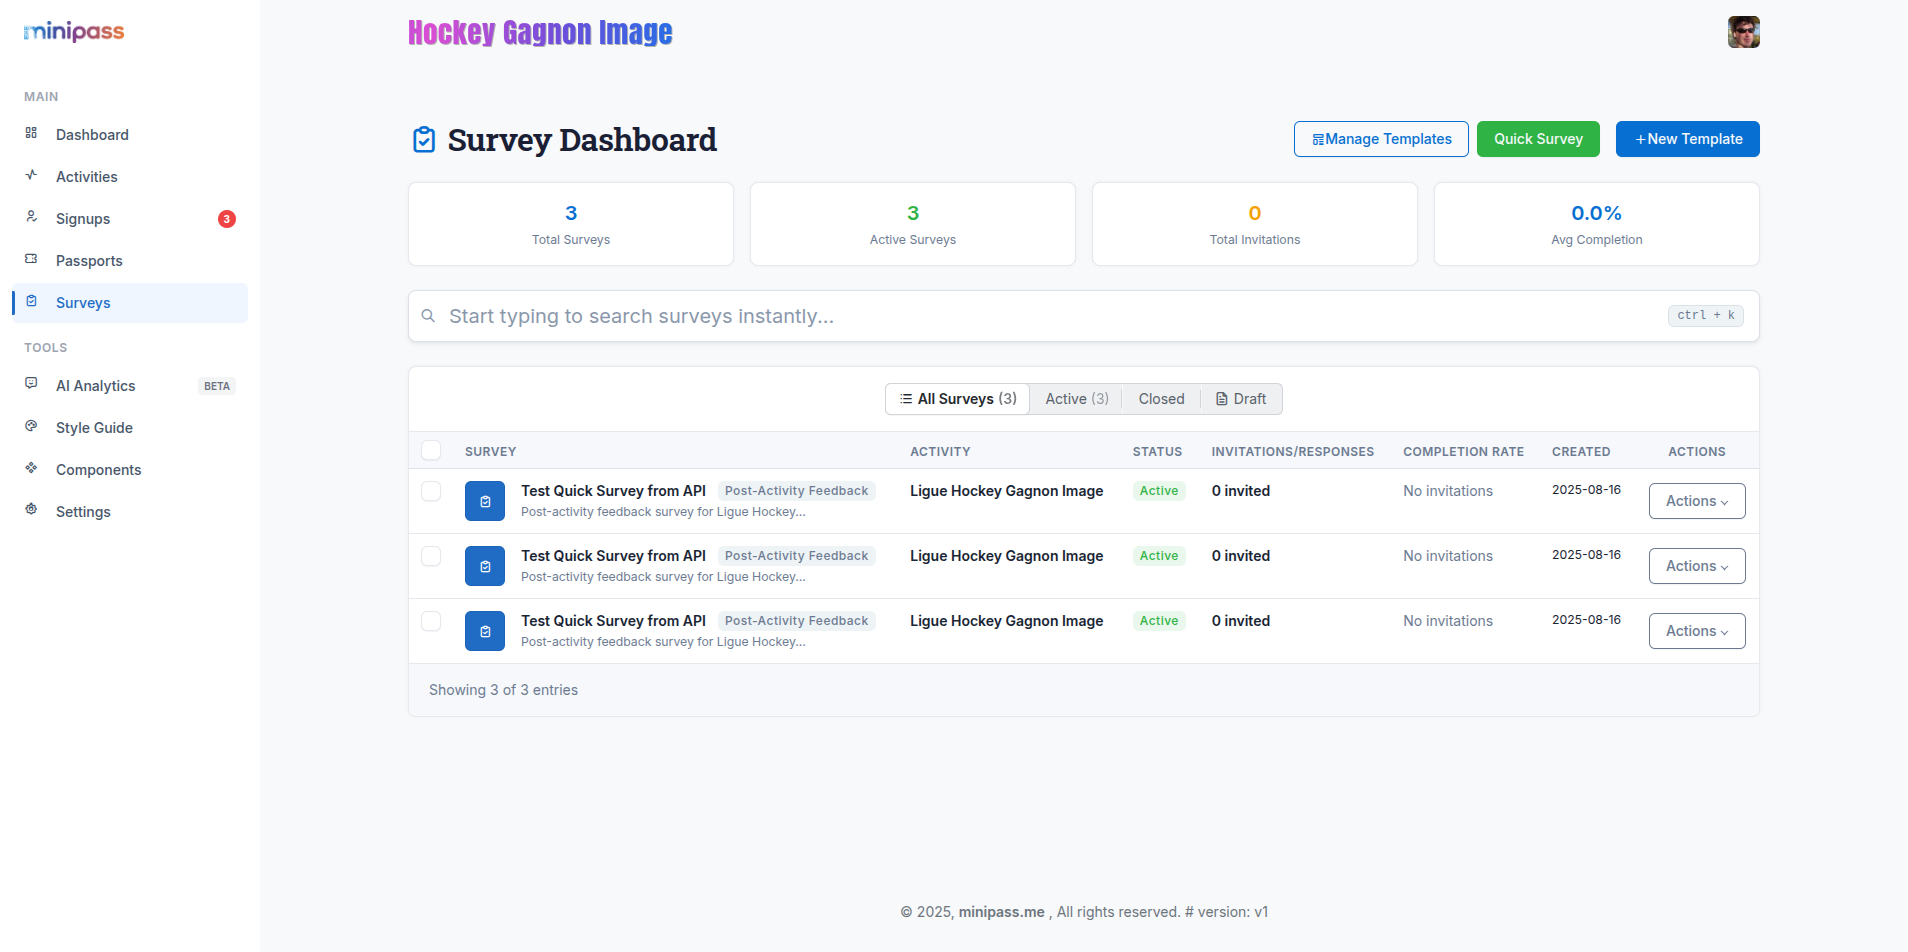 minipass
Hockey Gagnon Image
MAIN
Dashboard
Activities
Signups 3
Passports
Surveys
TOOLS
AI Analytics BETA
Style Guide
Components
Settings
Survey Dashboard
Manage Templates
Quick Survey
+New Template
3
Total Surveys
3
Active Surveys
0
Total Invitations
0.0%
Avg Completion
Start typing to search surveys instantly...
ctrl + k
All Surveys (3) Active (3) Closed Draft
SURVEY ACTIVITY STATUS INVITATIONS/RESPONSES COMPLETION RATE CREATED ACTIONS
Test Quick Survey from API Post-Activity Feedback Ligue Hockey Gagnon Image Active 0 invited No invitations 2025-08-16 Actions
Post-activity feedback survey for Ligue Hockey...
Test Quick Survey from API Post-Activity Feedback Ligue Hockey Gagnon Image Active 0 invited No invitations 2025-08-16 Actions
Post-activity feedback survey for Ligue Hockey...
Test Quick Survey from API Post-Activity Feedback Ligue Hockey Gagnon Image Active 0 invited No invitations 2025-08-16 Actions
Post-activity feedback survey for Ligue Hockey...
Showing 3 of 3 entries
© 2025, minipass.me , All rights reserved. # version: v1